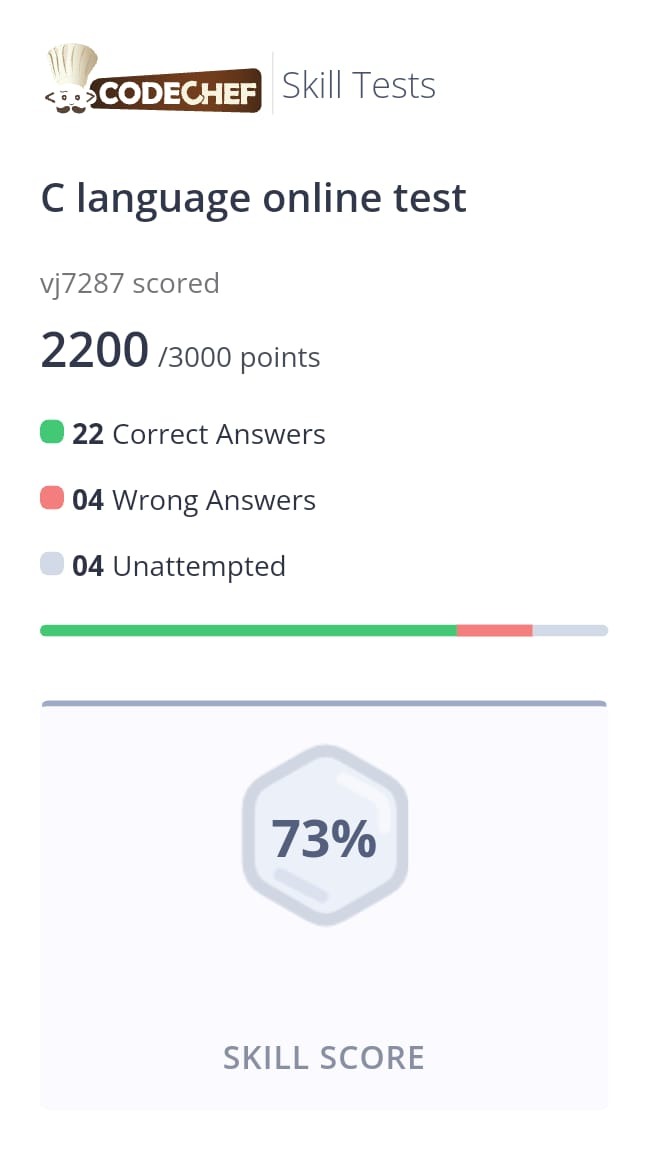 CODECHEF Skill Tests
C language online test
vj7287 scored
2200 /3000 points
22 Correct Answers
04 Wrong Answers
04 Unattempted
73%
SKILL SCORE